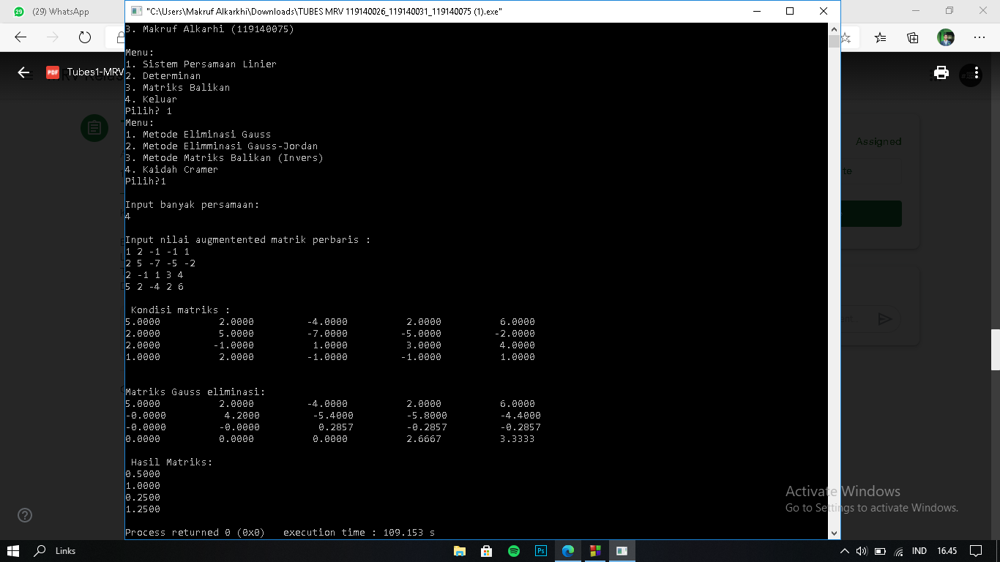 (29) WhatsApp
"C:\Users\Makruf Alkarkhi\Downloads\TUBES MRV 119140026_119140031_119140075 (1).exe"
PDF Tubes1-MRV
Assigned
3. Makruf Alkarhi (119140075)
Menu:
1. Sistem Persamaan Linier
2. Determinan
3. Matriks Balikan
4. Keluar
Pilih? 1
Menu:
1. Metode Eliminasi Gauss
2. Metode Elimminasi Gauss-Jordan
3. Metode Matriks Balikan (Invers)
4. Kaidah Cramer
Pilih?1
Input banyak persamaan:
4
Input nilai augmentented matrik perbaris :
1 2 -1 -1 1
2 5 -7 -5 -2
2 -1 1 3 4
5 2 -4 2 6
Kondisi matriks :
5.0000 2.0000 -4.0000 2.0000 6.0000
2.0000 5.0000 -7.0000 -5.0000 -2.0000
2.0000 -1.0000 1.0000 3.0000 4.0000
1.0000 2.0000 -1.0000 -1.0000 1.0000
Matriks Gauss eliminasi:
5.0000 2.0000 -4.0000 2.0000 6.0000
-0.0000 4.2000 -5.4000 -5.8000 -4.4000
-0.0000 -0.0000 0.2857 -0.2857 -0.2857
0.0000 0.0000 0.0000 2.6667 3.3333
Hasil Matriks:
0.5000
1.0000
0.2500
1.2500
Process returned 0 (0x0) execution time : 109.153 s
Activate Windows
Go to Settings to activate Windows.
Links
Ps
IND
16.45